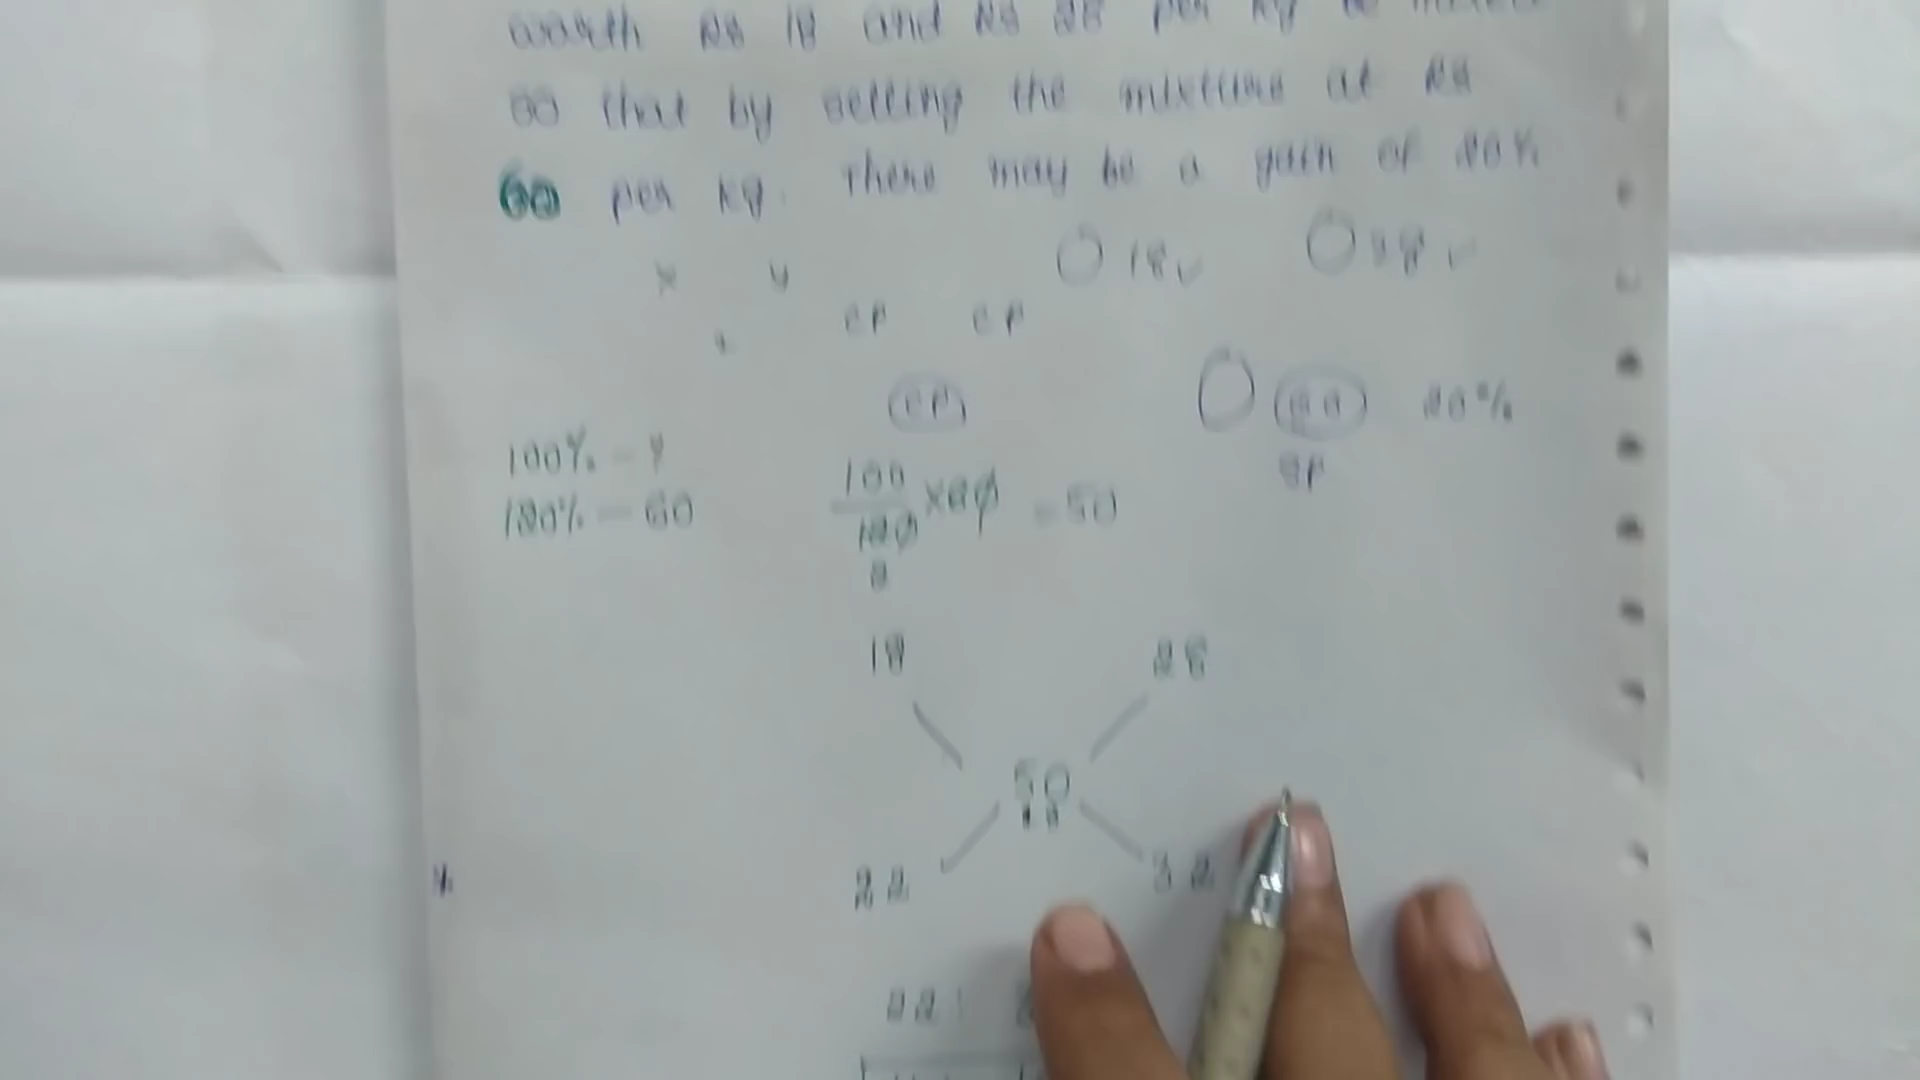 worth Rs 18 and Rs 28 per kg be mixed
so that by selling the mixture at Rs
60 per kg. There may be a gain of 20%
x y 18 28
CP CP
CP 60 20%
SP
100% - ?
120% - 60
100/120 × 60 = 50
18 28
50
22 32
22 :